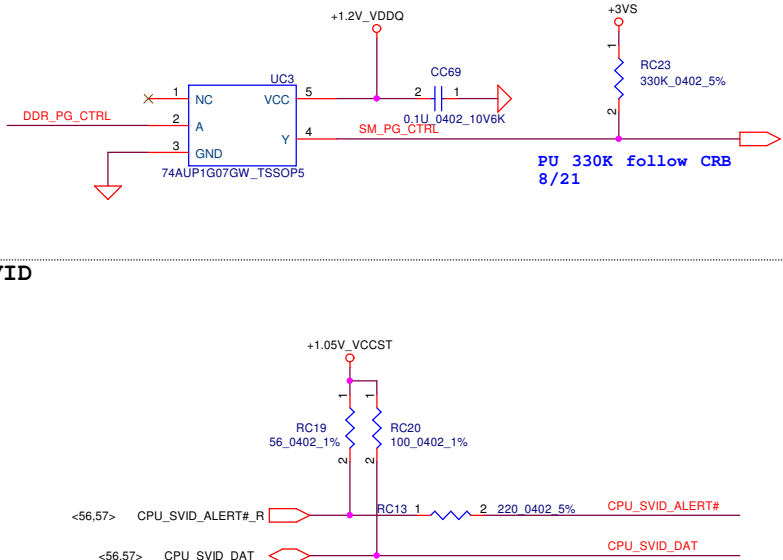 +1.2V_VDDQ
+3VS
1
RC23
330K_0402_5%
2
UC3
CC69
1
NC
VCC
5
2
1
0.1U_0402_10V6K
DDR_PG_CTRL
2
A
SM_PG_CTRL
Y
4
3
GND
74AUP1G07GW_TSSOP5
PU 330K follow CRB
8/21
VID
+1.05V_VCCST
1
1
RC19
56_0402_1%
RC20
100_0402_1%
2
2
<56,57>
CPU_SVID_ALERT#_R
RC13
1
2
220_0402_5%
CPU_SVID_ALERT#
<56,57>
CPU_SVID_DAT
CPU_SVID_DAT